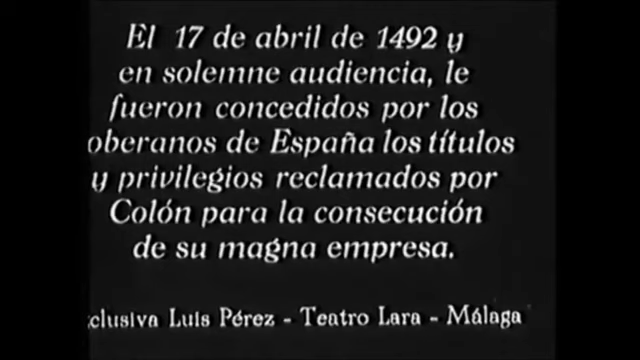 El 17 de abril de 1492 y
en solemne audiencia, le
fueron concedidos por los
oberanos de España los títulos
y privilegios reclamados por
Colón para la consecución
de su magna empresa.
clusiva Luis Pérez - Teatro Lara - Málaga